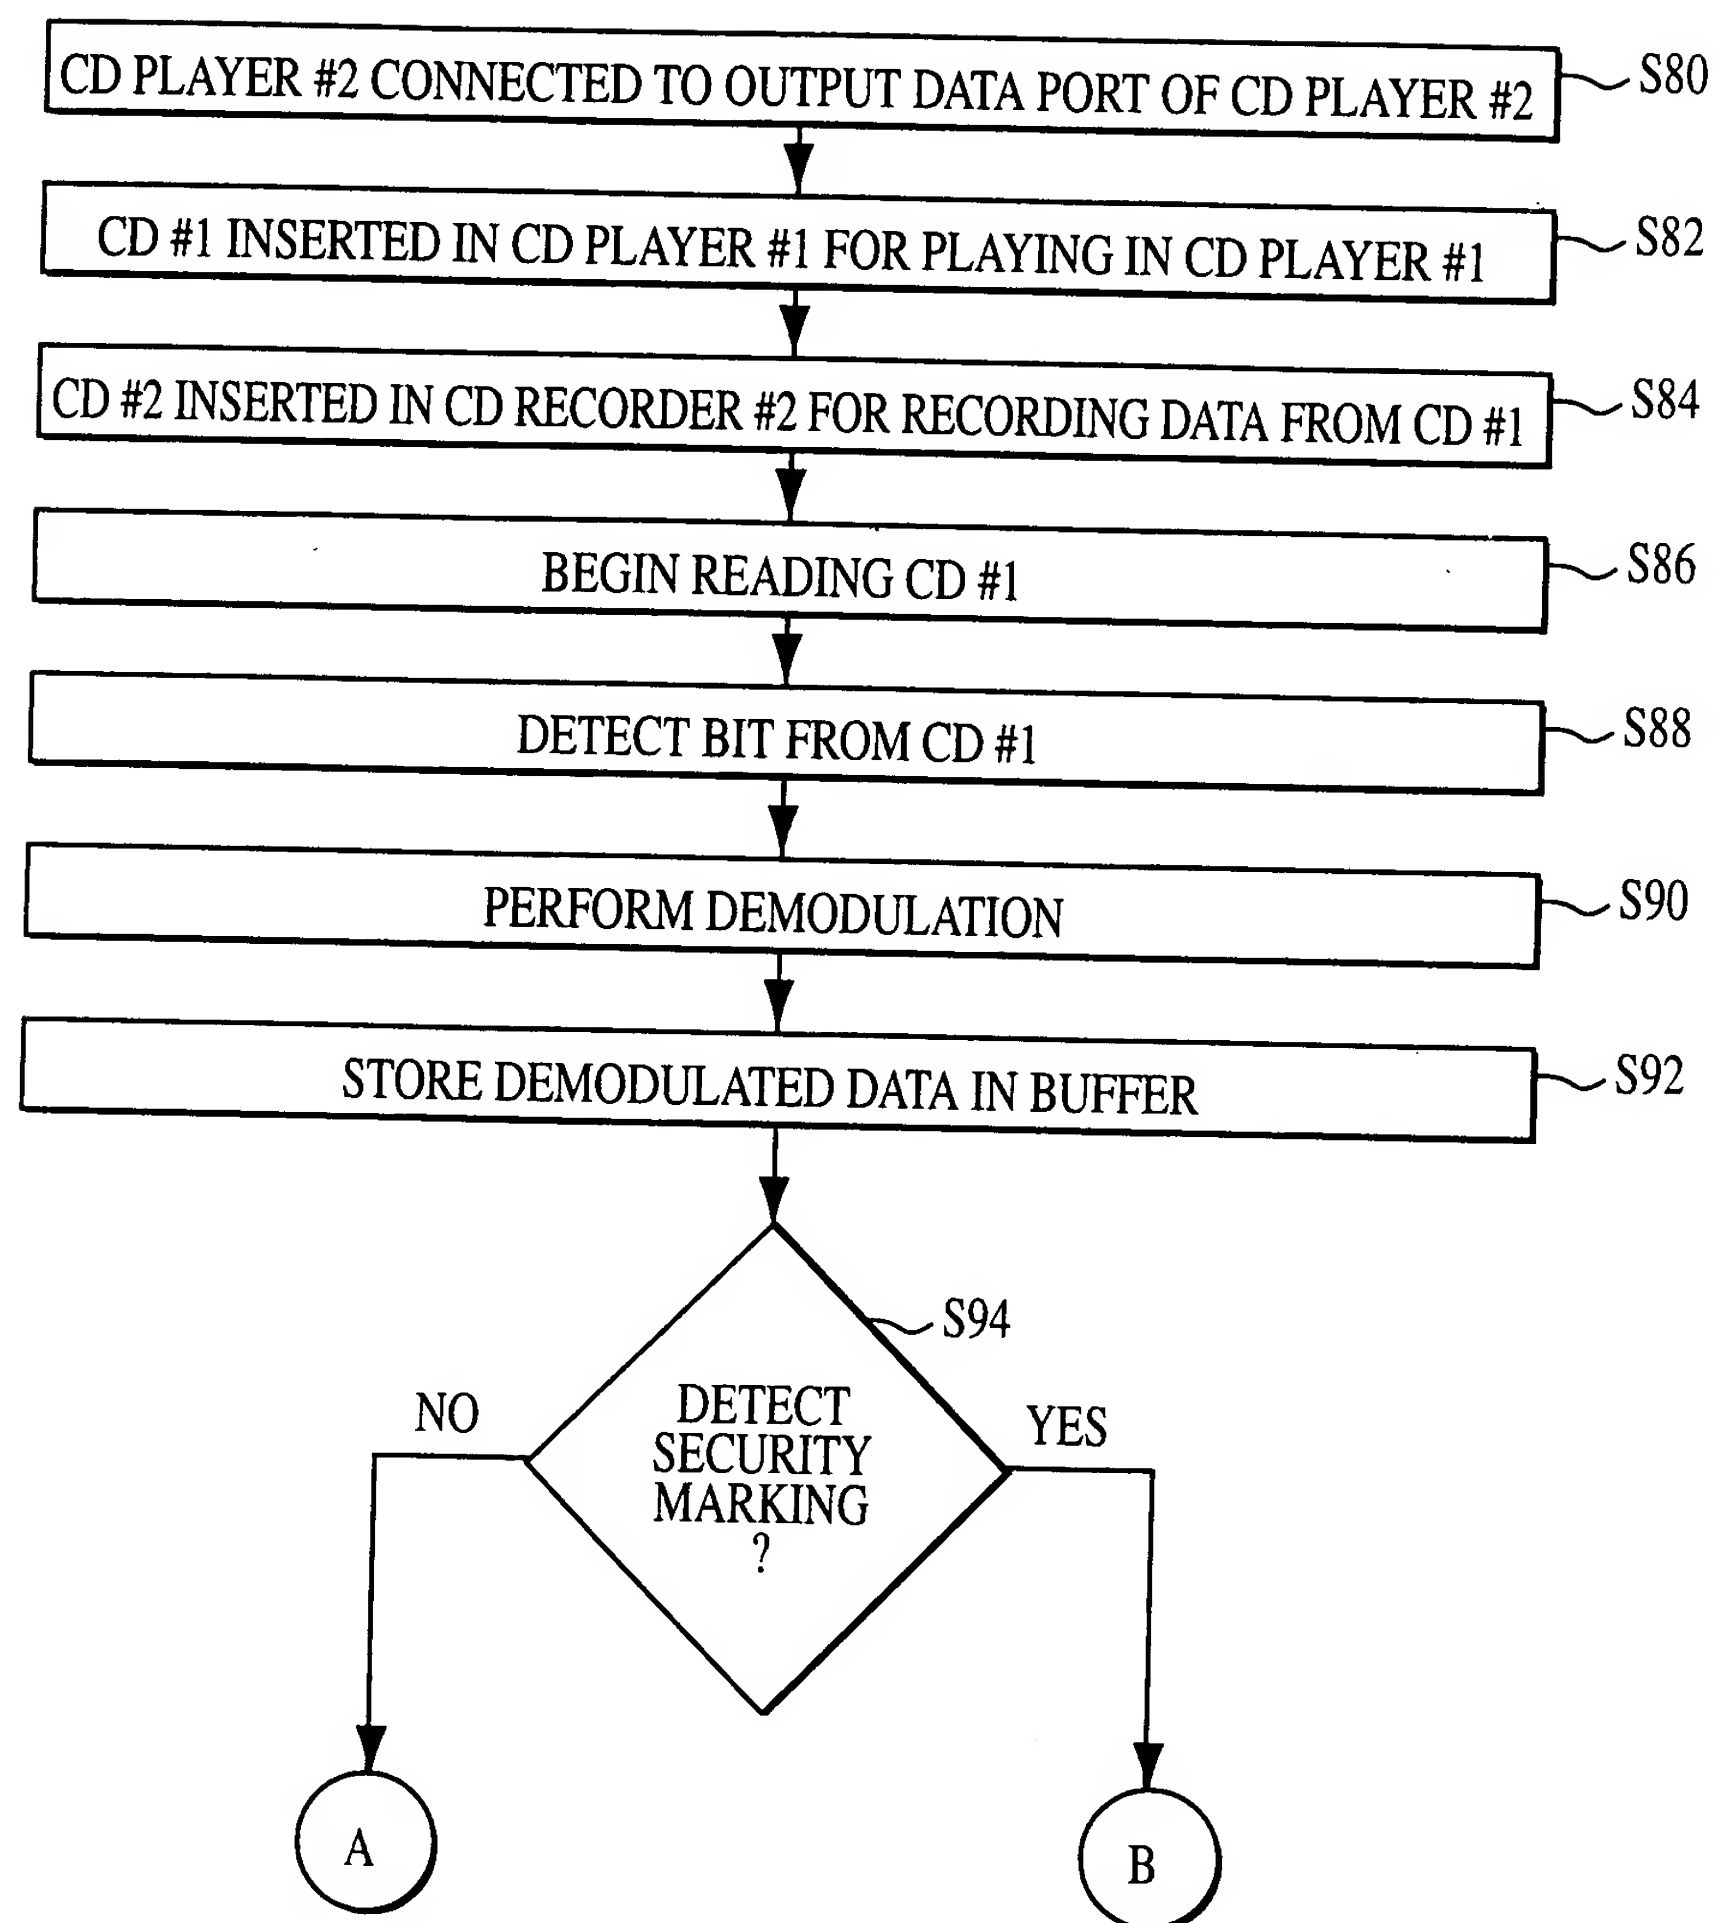 CD PLAYER #2 CONNECTED TO OUTPUT DATA PORT OF CD PLAYER #2
S80
CD #1 INSERTED IN CD PLAYER #1 FOR PLAYING IN CD PLAYER #1
S82
CD #2 INSERTED IN CD RECORDER #2 FOR RECORDING DATA FROM CD #1
S84
BEGIN READING CD #1
S86
DETECT BIT FROM CD #1
S88
PERFORM DEMODULATION
S90
STORE DEMODULATED DATA IN BUFFER
S92
S94
DETECT
SECURITY
MARKING
?
NO
YES
A
B